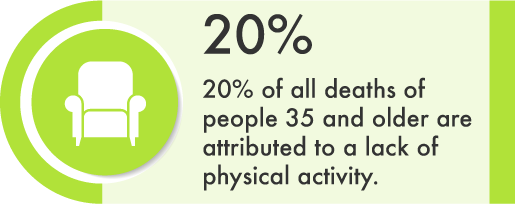 20%
20% of all deaths of
people 35 and older are
attributed to a lack of
physical activity.